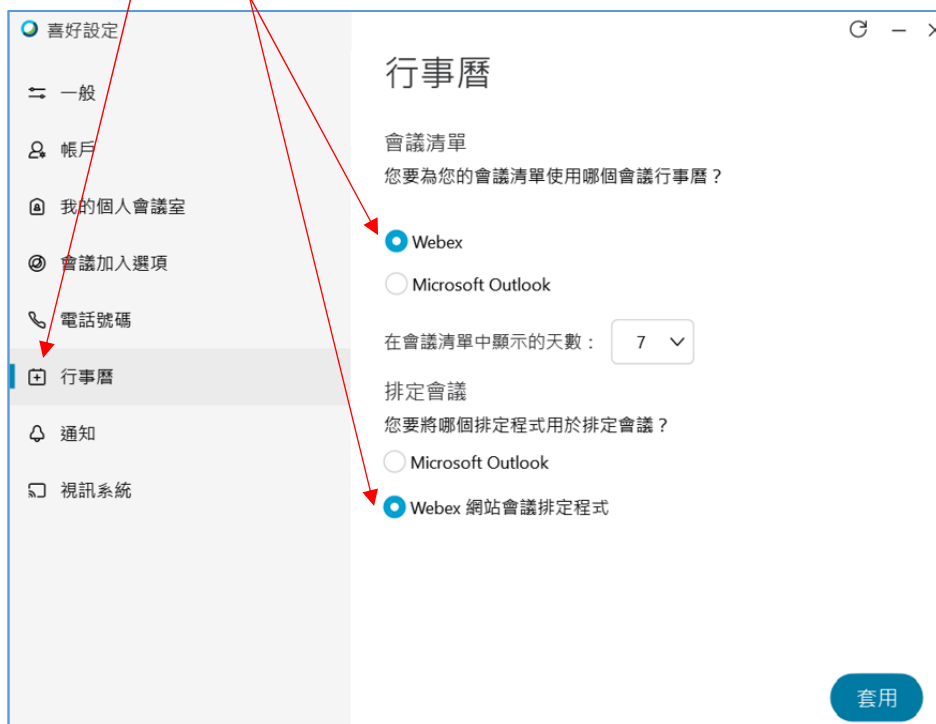 喜好設定
一般
帳戶
我的個人會議室
會議加入選項
電話號碼
行事曆
通知
視訊系統
行事曆
會議清單
您要為您的會議清單使用哪個會議行事曆？
Webex
Microsoft Outlook
在會議清單中顯示的天數： 7
排定會議
您要將哪個排定程式用於排定會議？
Microsoft Outlook
Webex 網站會議排定程式
套用